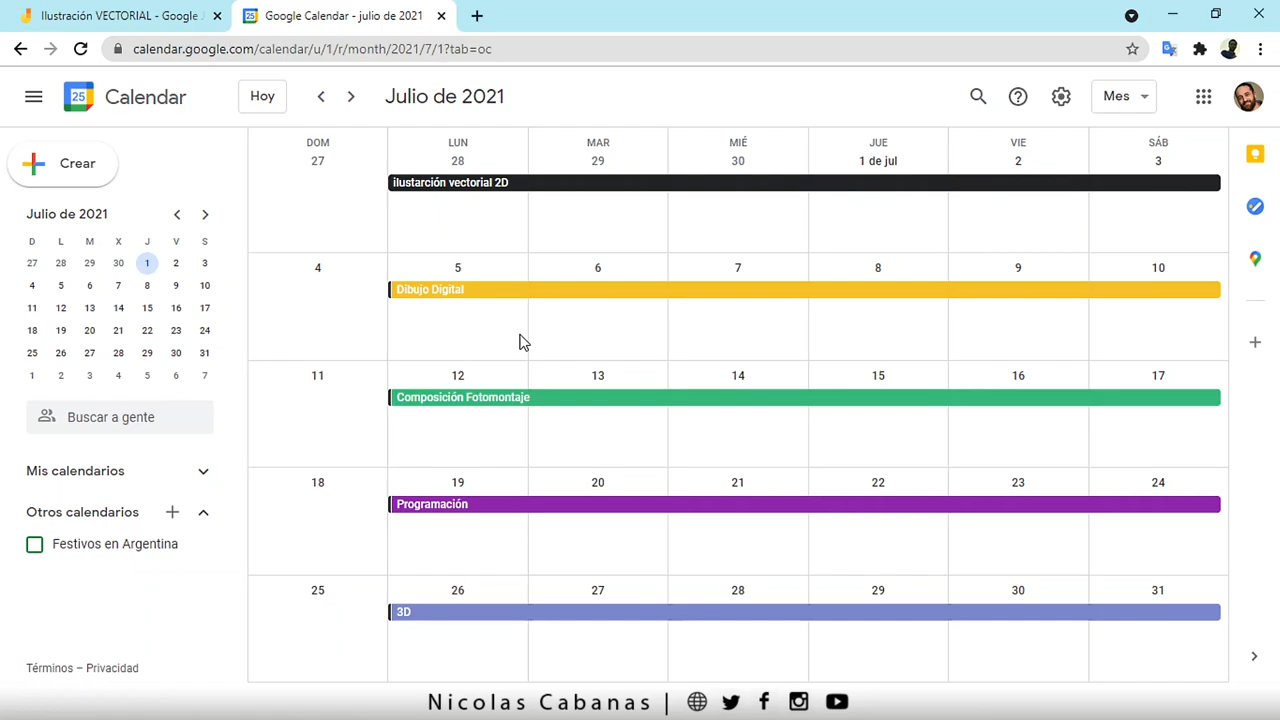 Ilustración VECTORIAL - Google J
Google Calendar - julio de 2021
calendar.google.com/calendar/u/1/r/month/2021/7/1?tab=oc
25
Calendar
Hoy
Julio de 2021
Mes
Crear
Julio de 2021
D L M X J V S
27 28 29 30 1 2 3
4 5 6 7 8 9 10
11 12 13 14 15 16 17
18 19 20 21 22 23 24
25 26 27 28 29 30 31
1 2 3 4 5 6 7
Buscar a gente
Mis calendarios
Otros calendarios
Festivos en Argentina
Términos – Privacidad
DOM LUN MAR MIÉ JUE VIE SÁB
27 28 29 30 1 de jul 2 3
ilustarción vectorial 2D
4 5 6 7 8 9 10
Dibujo Digital
11 12 13 14 15 16 17
Composición Fotomontaje
18 19 20 21 22 23 24
Programación
25 26 27 28 29 30 31
3D
Nicolas Cabanas |